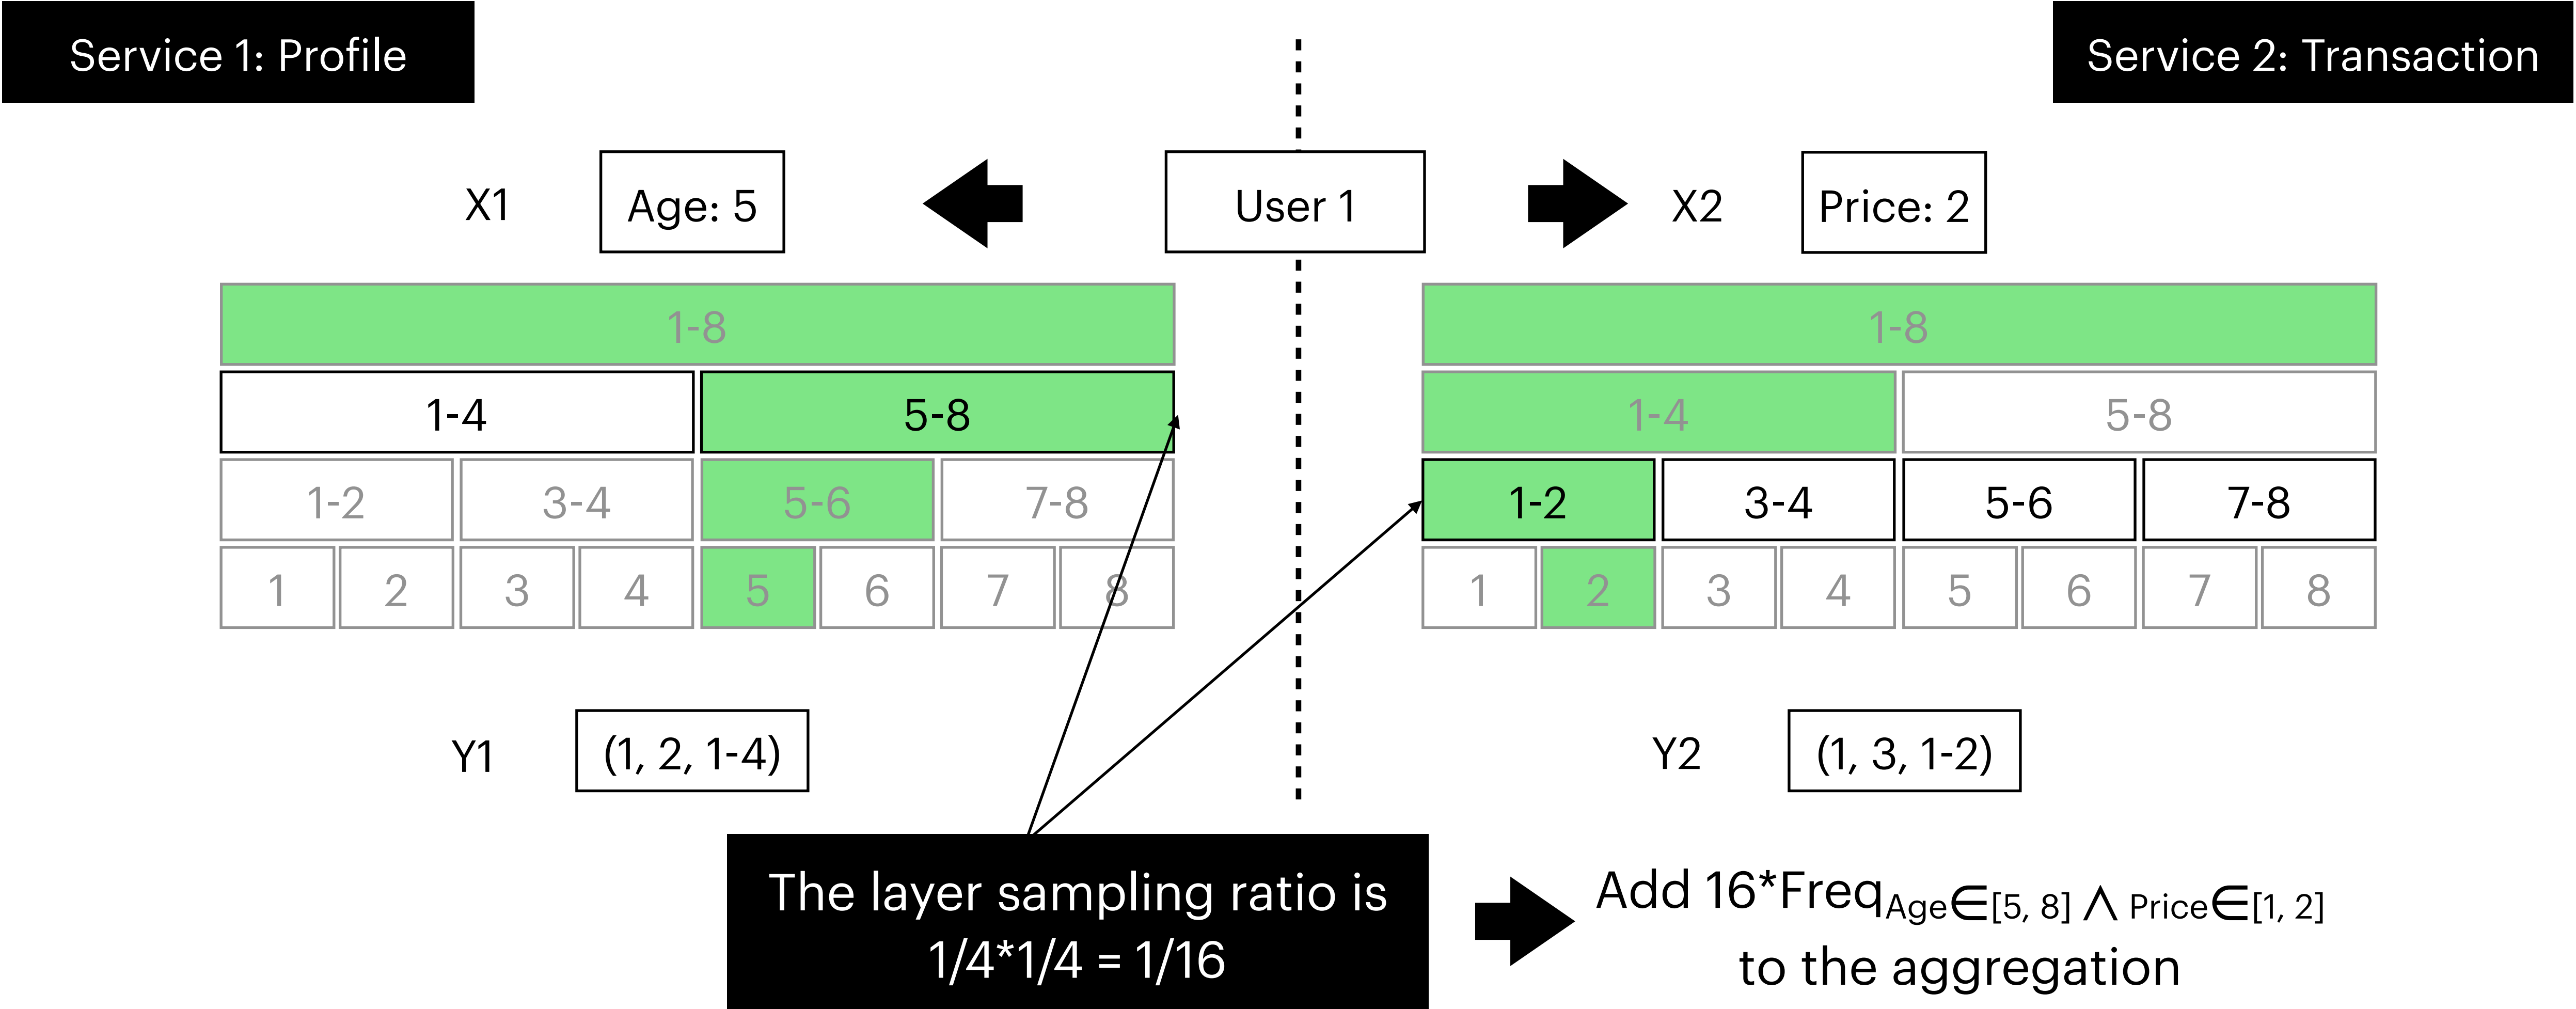 Service 1: Profile
Service 2: Transaction
X1
Age: 5
User 1
X2
Price: 2
1-8
1-4 5-8
1-2 3-4 5-6 7-8
1 2 3 4 5 6 7 8
1-8
1-4 5-8
1-2 3-4 5-6 7-8
1 2 3 4 5 6 7 8
Y1
(1, 2, 1-4)
Y2
(1, 3, 1-2)
The layer sampling ratio is
1/4*1/4 = 1/16
Add 16*Freq Age∈[5, 8] ∧ Price∈[1, 2]
to the aggregation